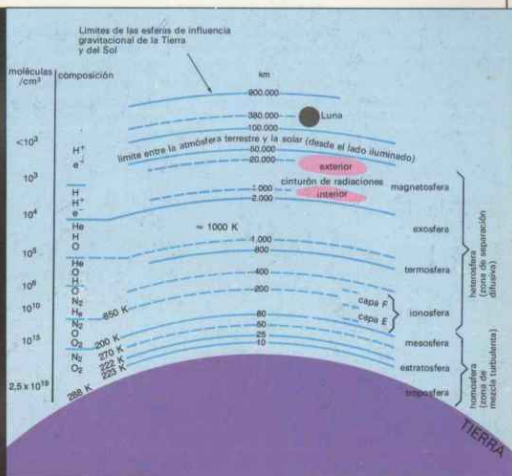 Límites de las esferas de influencia
gravitacional de la Tierra
y del Sol
moléculas
/cm³
composición
km
900.000
380.000
Luna
100.000
límite entre la atmósfera terrestre y la solar (desde el lado iluminado)
50.000
20.000
exterior
cinturón de radiaciones
interior
1.000
2.000
≈ 1000 K
1.000
800
400
200
80
50
25
10
<10³
10³
10⁴
10⁵
10⁶
10¹⁰
10¹⁵
2,5 x 10¹⁹
H⁺
e⁻
H
H⁺
e⁻
He
H
O
He
O
H
O
N₂
He
N₂
O
O₂
N₂
O₂
850 K
200 K
270 K
222 K
223 K
288 K
capa F
capa E
magnetosfera
exosfera
termosfera
ionosfera
mesosfera
estratosfera
troposfera
heterosfera
(zona de separación
difusiva)
homosfera
(zona de
mezcla turbulenta)
TIERRA